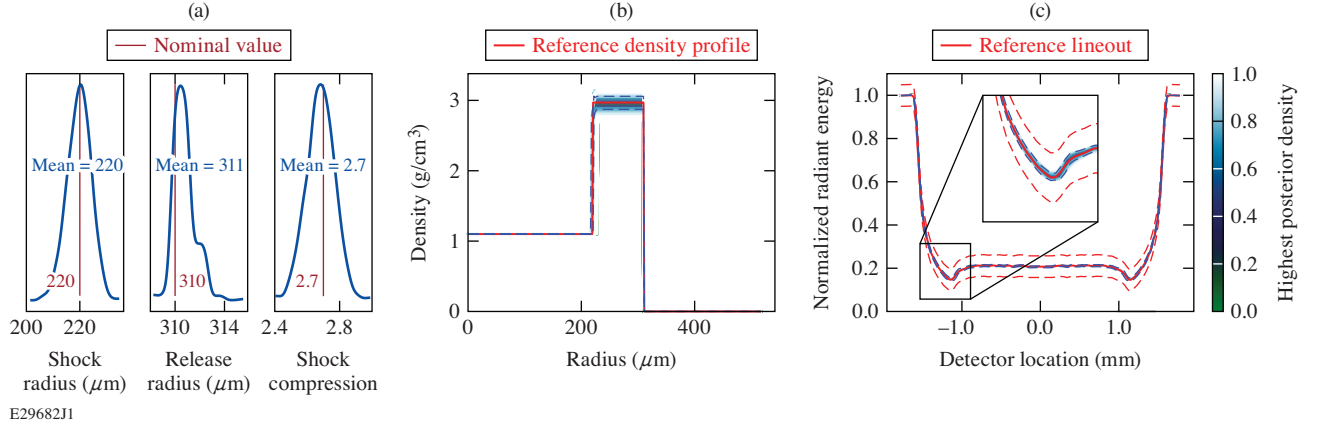 (a)
Nominal value
Mean = 220
220
200 220
Shock
radius (μm)
Mean = 311
310
310 314
Release
radius (μm)
Mean = 2.7
2.7
2.4 2.8
Shock
compression
(b)
Reference density profile
Density (g/cm³)
3
2
1
0
0 200 400
Radius (μm)
(c)
Reference lineout
Normalized radiant energy
1.0
0.8
0.6
0.4
0.2
0.0
–1.0 0.0 1.0
Detector location (mm)
1.0
0.8
0.6
0.4
0.2
0.0
Highest posterior density
E29682J1